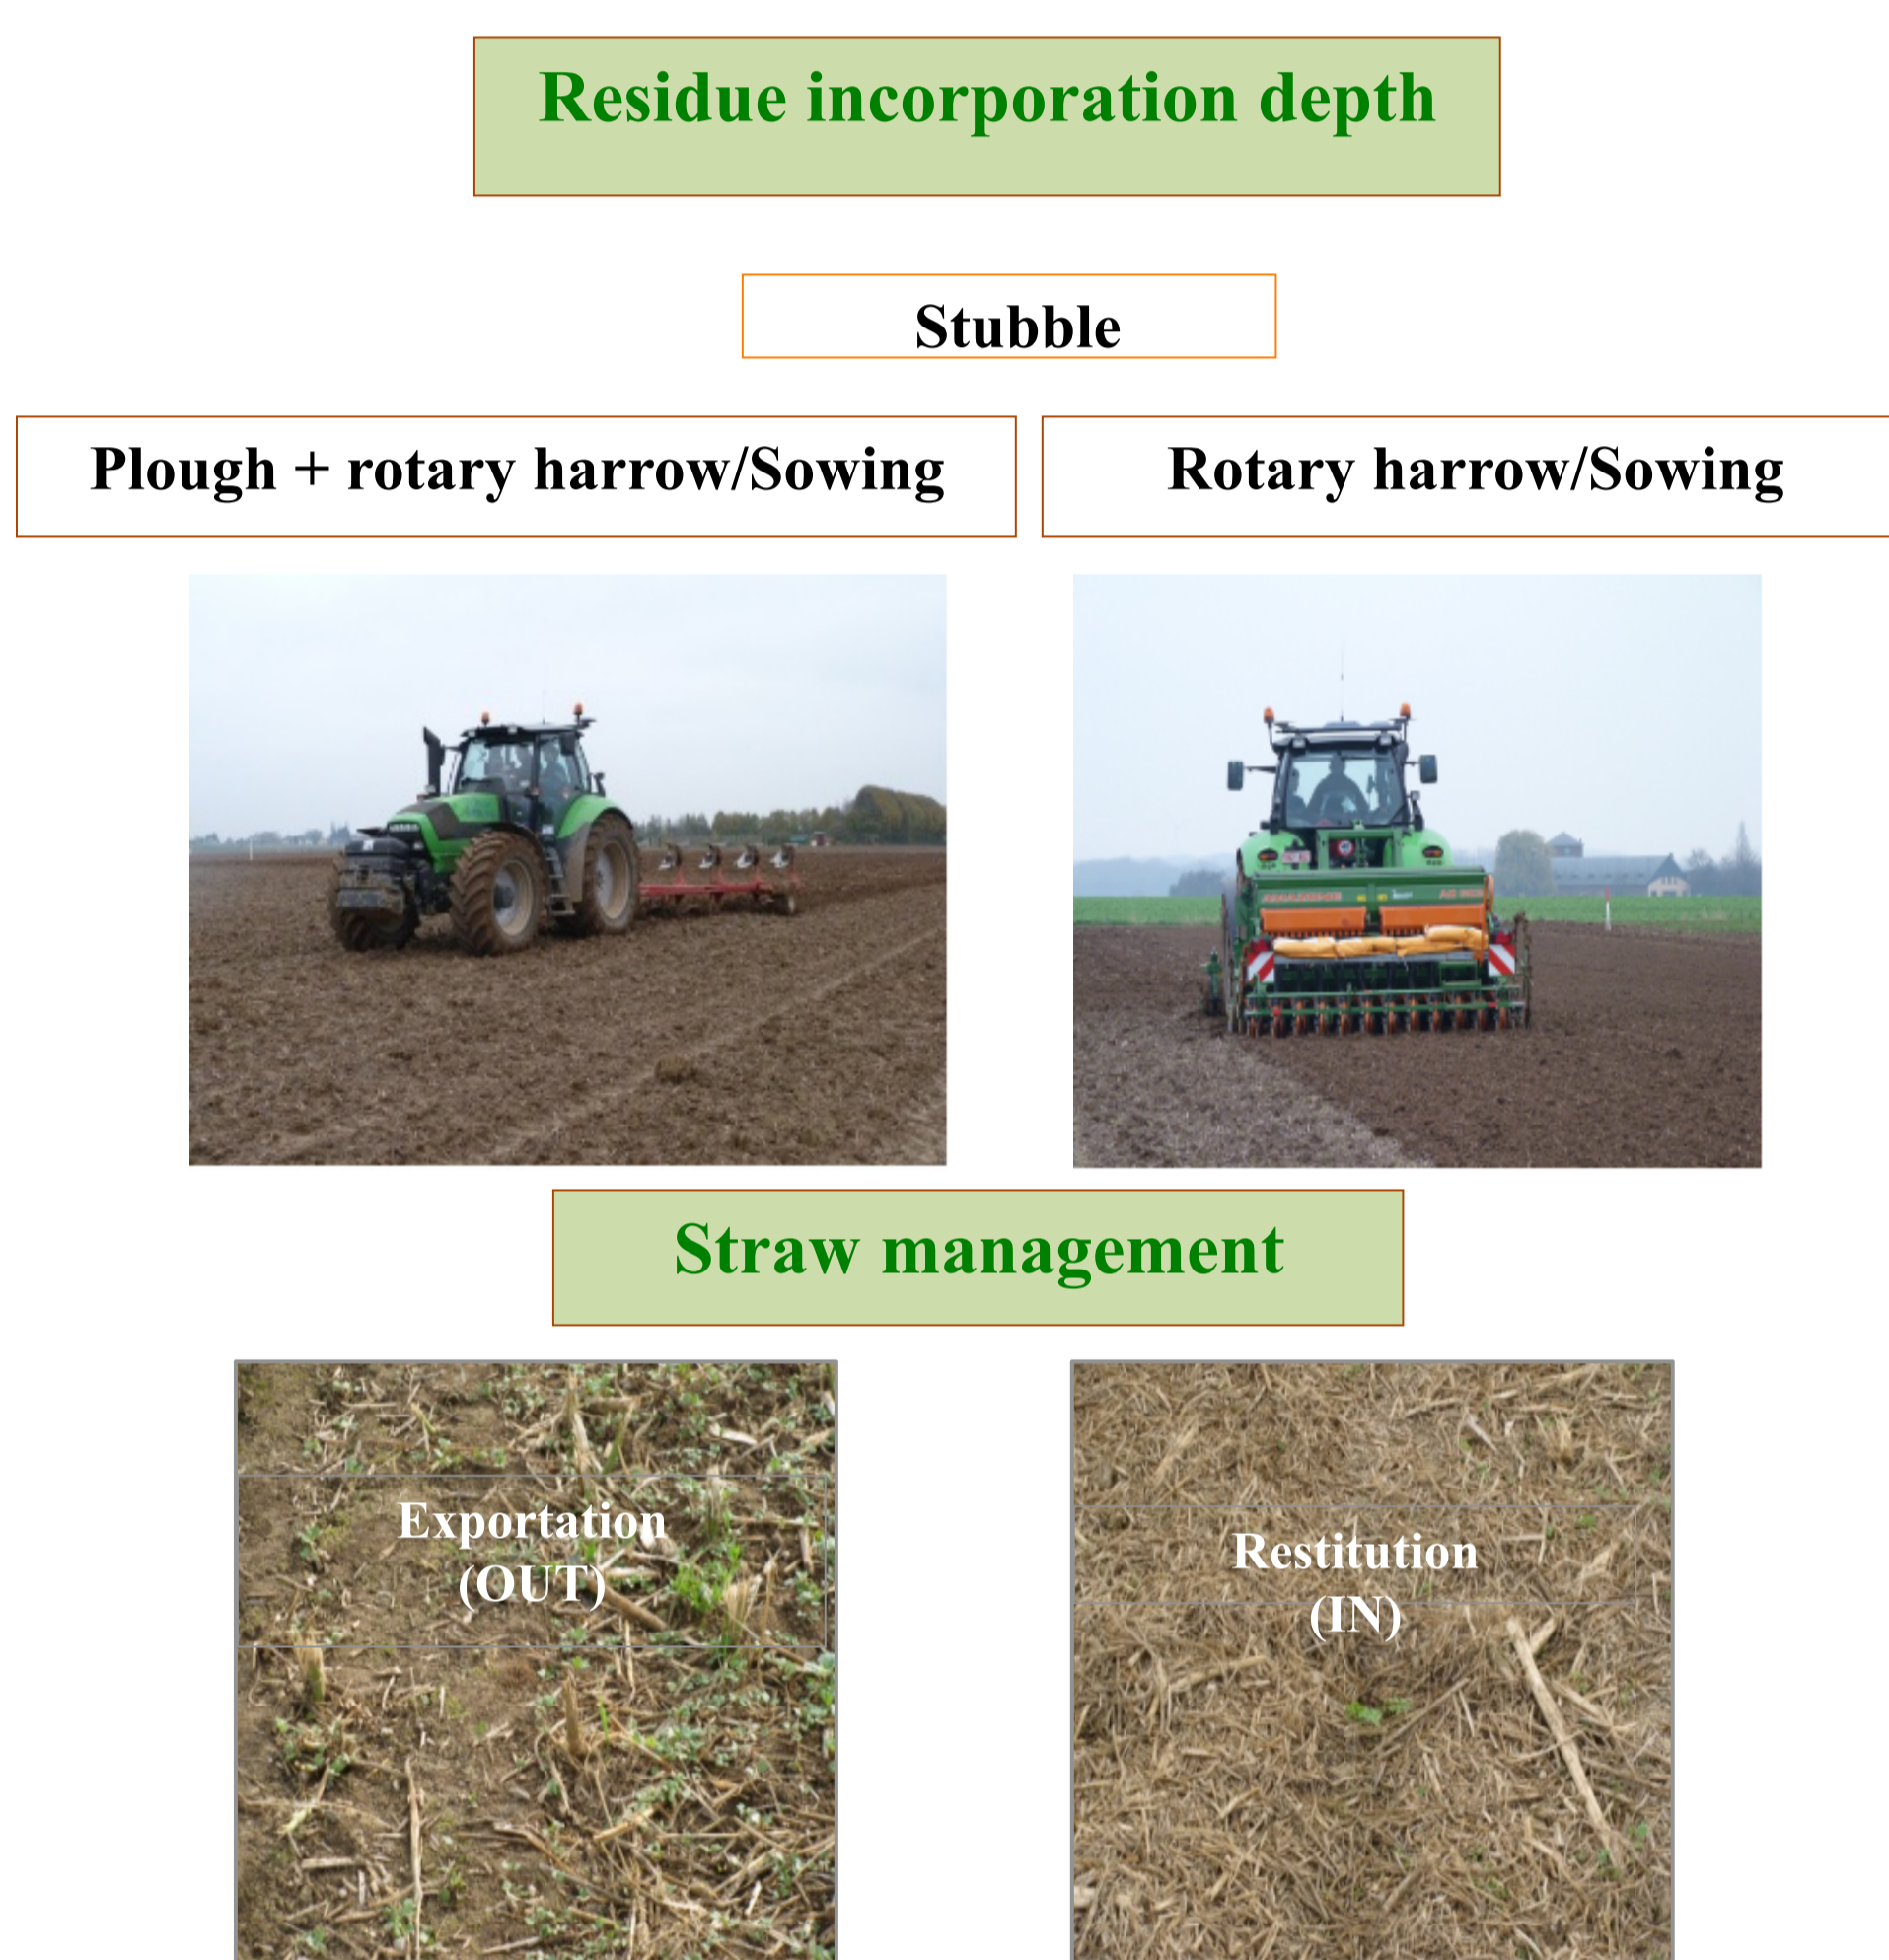 Residue incorporation depth
Stubble
Plough + rotary harrow/Sowing
Rotary harrow/Sowing
Straw management
Exportation
(OUT)
Restitution
(IN)